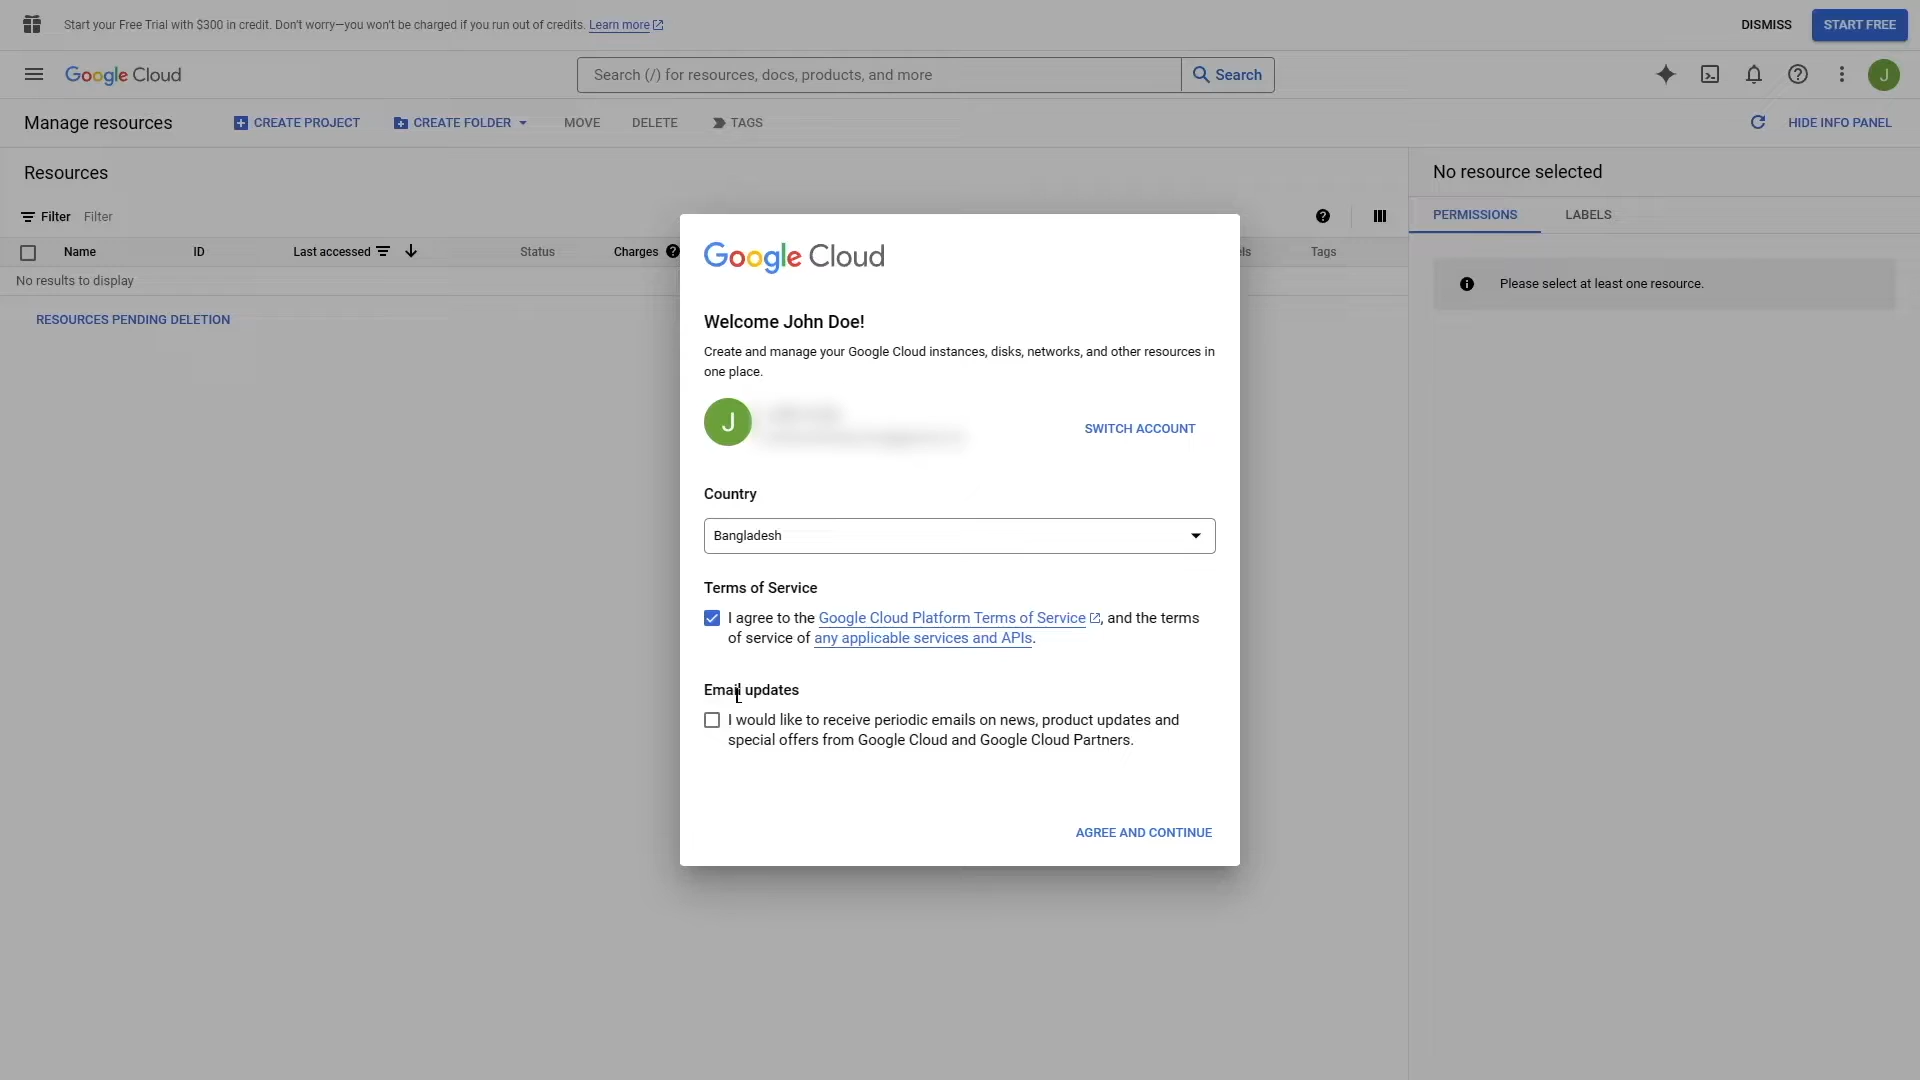 Start your Free Trial with $300 in credit. Don't worry—you won't be charged if you run out of credits. Learn more
DISMISS
START FREE
Google Cloud
Search (/) for resources, docs, products, and more
Search
J
Manage resources
CREATE PROJECT
CREATE FOLDER
MOVE
DELETE
TAGS
HIDE INFO PANEL
Resources
No resource selected
Filter
Filter
PERMISSIONS
LABELS
Name
ID
Last accessed
Status
Charges
Tags
No results to display
Please select at least one resource.
RESOURCES PENDING DELETION
Google Cloud
Welcome John Doe!
Create and manage your Google Cloud instances, disks, networks, and other resources in
one place.
J
SWITCH ACCOUNT
Country
Bangladesh
Terms of Service
I agree to the Google Cloud Platform Terms of Service, and the terms
of service of any applicable services and APIs.
Email updates
I would like to receive periodic emails on news, product updates and
special offers from Google Cloud and Google Cloud Partners.
AGREE AND CONTINUE